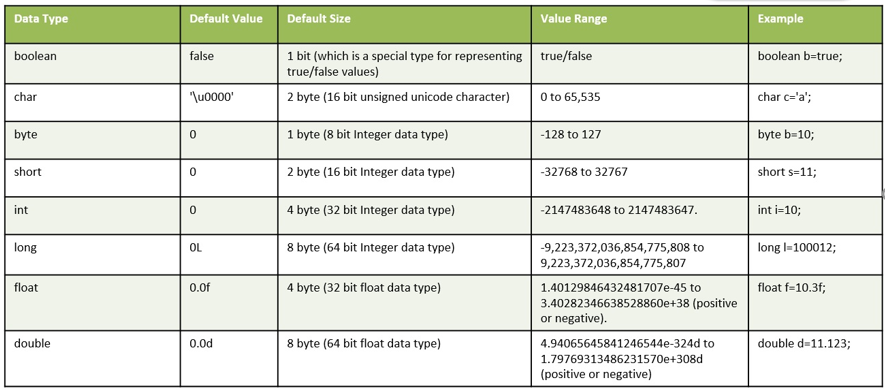 Data Type Default Value Default Size Value Range Example
boolean false 1 bit (which is a special type for representing true/false boolean b=true;
true/false values)
char '\u0000' 2 byte (16 bit unsigned unicode character) 0 to 65,535 char c='a';
byte 0 1 byte (8 bit Integer data type) -128 to 127 byte b=10;
short 0 2 byte (16 bit Integer data type) -32768 to 32767 short s=11;
int 0 4 byte (32 bit Integer data type) -2147483648 to 2147483647. int i=10;
long 0L 8 byte (64 bit Integer data type) -9,223,372,036,854,775,808 to long l=100012;
9,223,372,036,854,775,807
float 0.0f 4 byte (32 bit float data type) 1.40129846432481707e-45 to float f=10.3f;
3.40282346638528860e+38 (positive
or negative).
double 0.0d 8 byte (64 bit float data type) 4.94065645841246544e-324d to double d=11.123;
1.79769313486231570e+308d
(positive or negative)